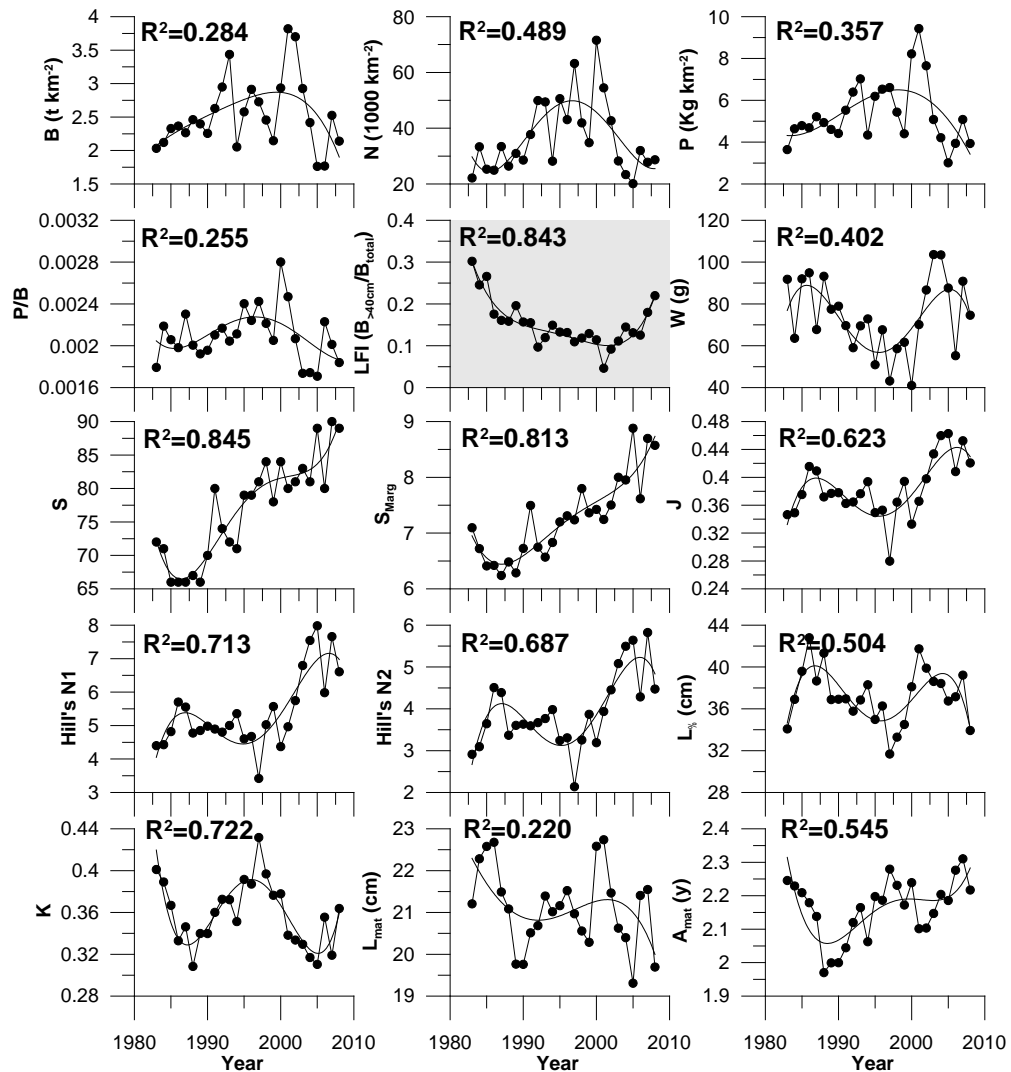 B (t km⁻²)
4
3.5
3
2.5
2
1.5
R²=0.284
N (1000 km⁻²)
80
60
40
20
R²=0.489
P (Kg km⁻²)
10
8
6
4
2
R²=0.357
P/B
0.0032
0.0028
0.0024
0.002
0.0016
R²=0.255
LFI (B>40cm/Btotal)
0.4
0.3
0.2
0.1
0
R²=0.843
W (g)
120
100
80
60
40
R²=0.402
S
90
85
80
75
70
65
R²=0.845
SMarg
9
8
7
6
R²=0.813
J
0.48
0.44
0.4
0.36
0.32
0.28
0.24
R²=0.623
Hill's N1
8
7
6
5
4
3
R²=0.713
Hill's N2
6
5
4
3
2
R²=0.687
L% (cm)
44
40
36
32
28
R²=0.504
K
0.44
0.4
0.36
0.32
0.28
R²=0.722
Lmat (cm)
23
22
21
20
19
R²=0.220
Amat (y)
2.4
2.3
2.2
2.1
2
1.9
R²=0.545
1980 1990 2000 2010
Year
1980 1990 2000 2010
Year
1980 1990 2000 2010
Year